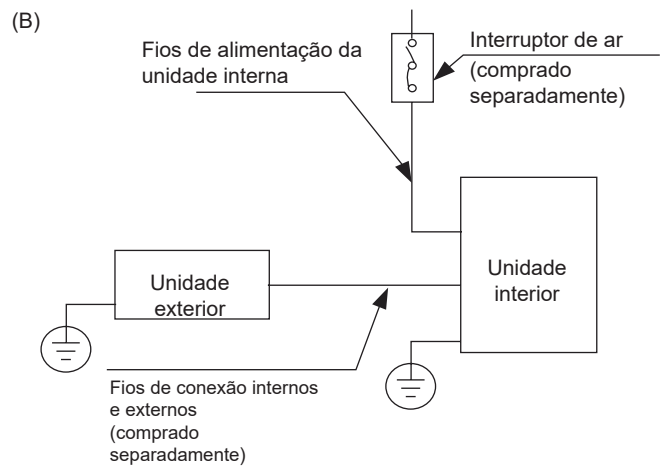 (B)
Fios de alimentação da
unidade interna
Interruptor de ar
(comprado
separadamente)
Unidade
exterior
Unidade
interior
Fios de conexão internos
e externos
(comprado
separadamente)